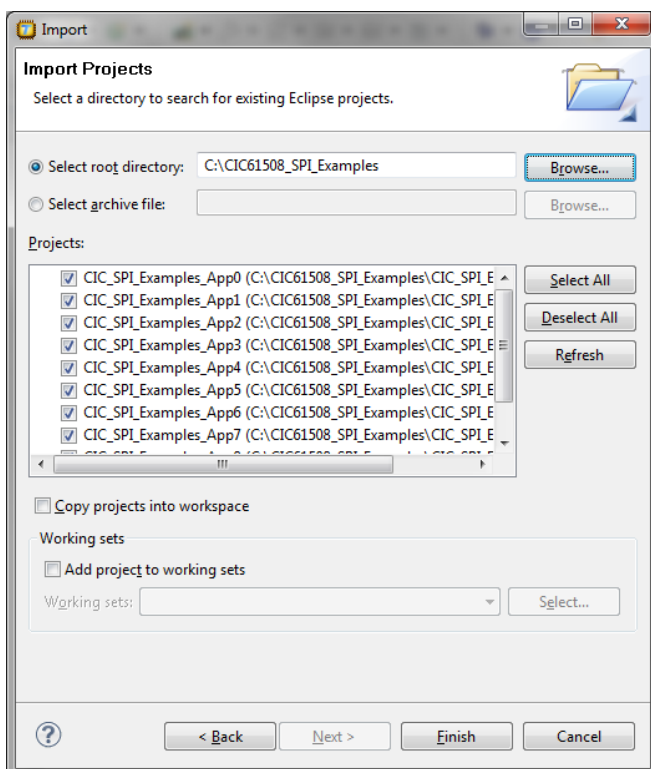 Import
Import Projects
Select a directory to search for existing Eclipse projects.
Select root directory: C:\CIC61508_SPI_Examples Browse...
Select archive file: Browse...
Projects:
CIC_SPI_Examples_App0 (C:\CIC61508_SPI_Examples\CIC_SPI_E
CIC_SPI_Examples_App1 (C:\CIC61508_SPI_Examples\CIC_SPI_E
CIC_SPI_Examples_App2 (C:\CIC61508_SPI_Examples\CIC_SPI_E
CIC_SPI_Examples_App3 (C:\CIC61508_SPI_Examples\CIC_SPI_E
CIC_SPI_Examples_App4 (C:\CIC61508_SPI_Examples\CIC_SPI_E
CIC_SPI_Examples_App5 (C:\CIC61508_SPI_Examples\CIC_SPI_E
CIC_SPI_Examples_App6 (C:\CIC61508_SPI_Examples\CIC_SPI_E
CIC_SPI_Examples_App7 (C:\CIC61508_SPI_Examples\CIC_SPI_E
Select All
Deselect All
Refresh
Copy projects into workspace
Working sets
Add project to working sets
Working sets: Select...
< Back Next > Finish Cancel